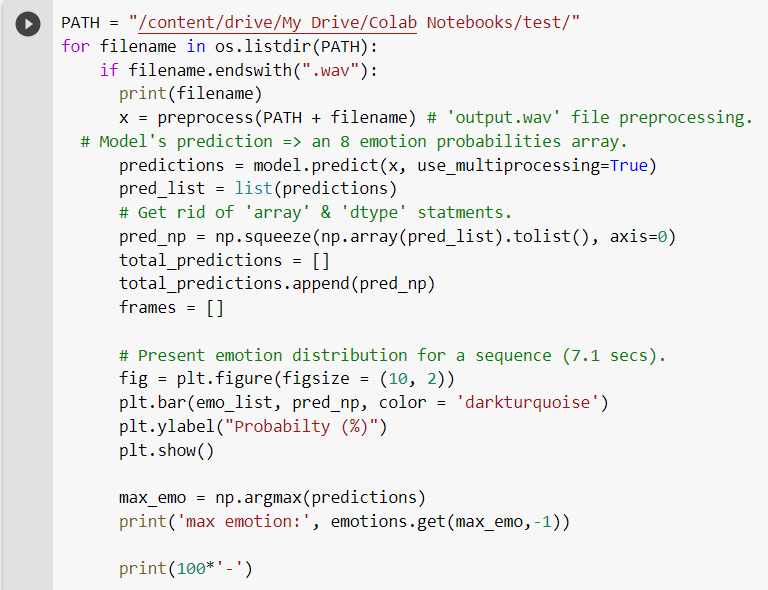 PATH = "/content/drive/My Drive/Colab Notebooks/test/"
for filename in os.listdir(PATH):
    if filename.endswith(".wav"):
      print(filename)
      x = preprocess(PATH + filename) # 'output.wav' file preprocessing.
  # Model's prediction => an 8 emotion probabilities array.
      predictions = model.predict(x, use_multiprocessing=True)
      pred_list = list(predictions)
      # Get rid of 'array' & 'dtype' statments.
      pred_np = np.squeeze(np.array(pred_list).tolist(), axis=0)
      total_predictions = []
      total_predictions.append(pred_np)
      frames = []

      # Present emotion distribution for a sequence (7.1 secs).
      fig = plt.figure(figsize = (10, 2))
      plt.bar(emo_list, pred_np, color = 'darkturquoise')
      plt.ylabel("Probabilty (%)")
      plt.show()

      max_emo = np.argmax(predictions)
      print('max emotion:', emotions.get(max_emo,-1))

      print(100*'-')